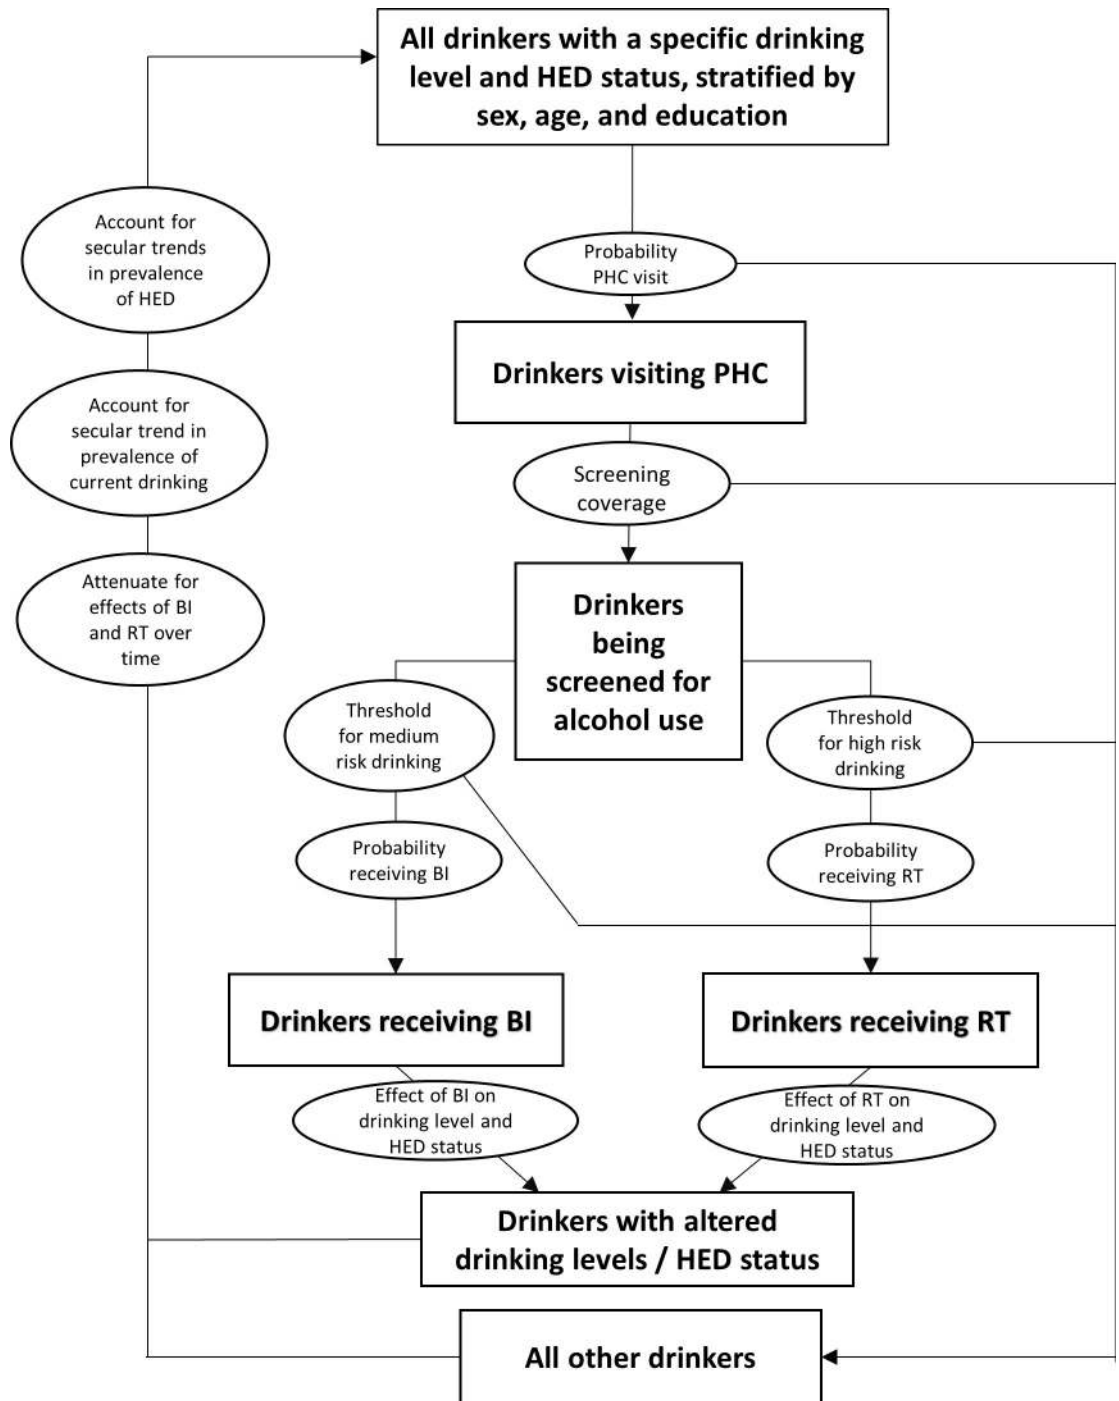 All drinkers with a specific drinking
level and HED status, stratified by
sex, age, and education
Account for
secular trends
in prevalence
of HED
Probability
PHC visit
Drinkers visiting PHC
Account for
secular trend in
prevalence of
current drinking
Screening
coverage
Attenuate for
effects of BI
and RT over
time
Drinkers
being
screened for
alcohol use
Threshold
for medium
risk drinking
Threshold
for high risk
drinking
Probability
receiving BI
Probability
receiving RT
Drinkers receiving BI
Drinkers receiving RT
Effect of BI on
drinking level and
HED status
Effect of RT on
drinking level and
HED status
Drinkers with altered
drinking levels / HED status
All other drinkers